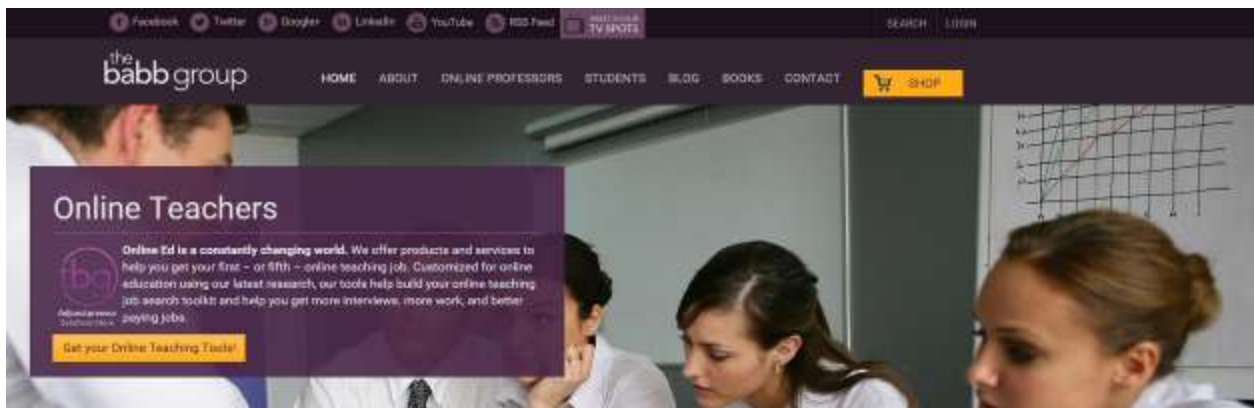 Facebook Twitter Google+ LinkedIn YouTube RSS Feed
TV SPOTS
SEARCH LOGIN
the
babb group
HOME ABOUT ONLINE PROFESSORS STUDENTS BLOG BOOKS CONTACT SHOP
Online Teachers
Online Ed is a constantly changing world. We offer products and services to
help you get your first – or fifth – online teaching job. Customized for online
education using our latest research, our tools help build your online teaching
job search toolkit and help you get more interviews, more work, and better
paying jobs.
Get your Online Teaching Tools!